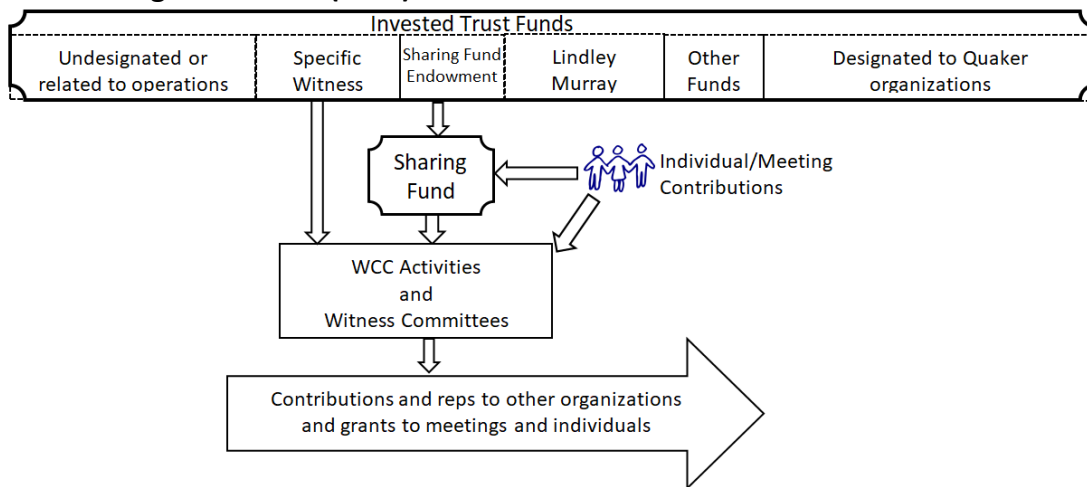 Invested Trust Funds
Undesignated or
related to operations
Specific
Witness
Sharing Fund
Endowment
Lindley
Murray
Other
Funds
Designated to Quaker
organizations
Sharing
Fund
Individual/Meeting
Contributions
WCC Activities
and
Witness Committees
Contributions and reps to other organizations
and grants to meetings and individuals